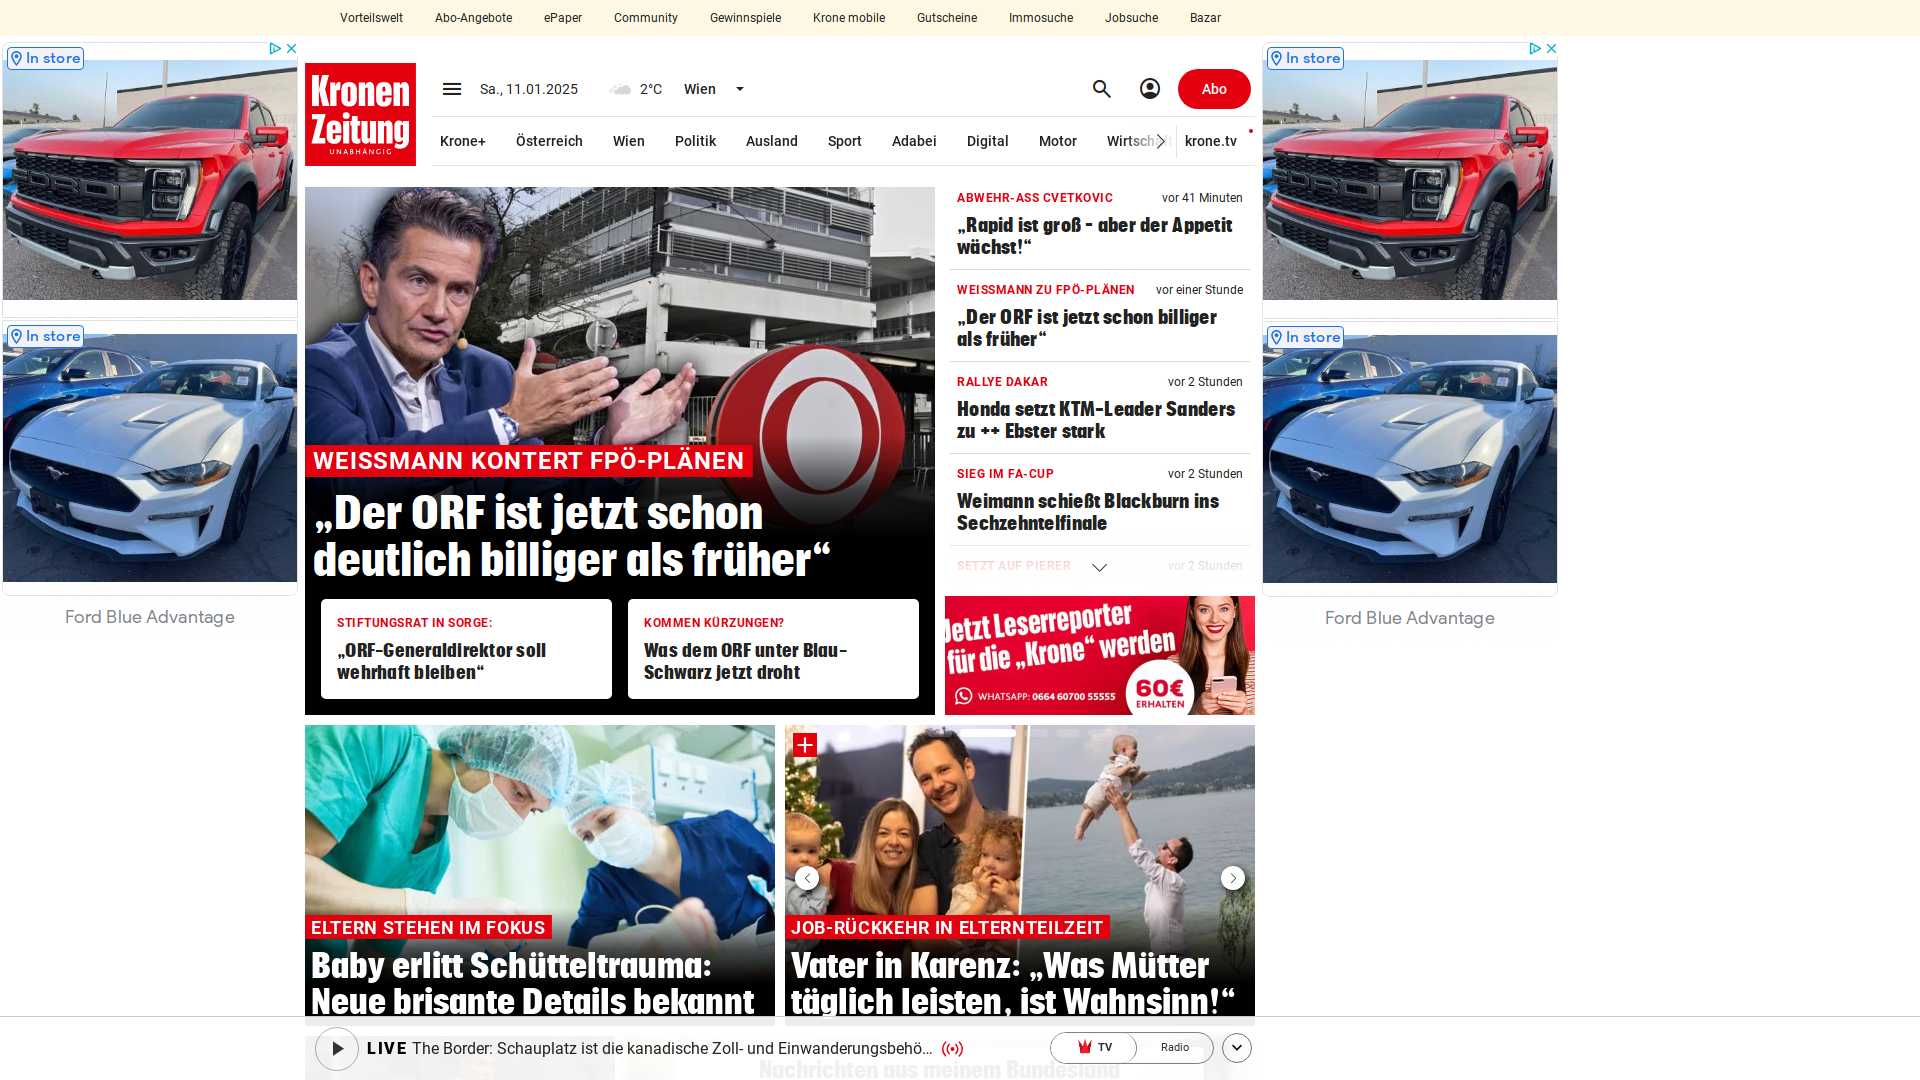 Vorteilswelt
Abo-Angebote
ePaper
Community
Gewinnspiele
Krone mobile
Gutscheine
Immosuche
Jobsuche
Bazar
In store
In store
Ford Blue Advantage
Kronen
Zeitung
UNABHÄNGIG
Sa., 11.01.2025
2°C
Wien
Abo
Krone+
Österreich
Wien
Politik
Ausland
Sport
Adabei
Digital
Motor
Wirtschaft
krone.tv
WEISSMANN KONTERT FPÖ-PLÄNEN
„Der ORF ist jetzt schon
deutlich billiger als früher“
STIFTUNGSRAT IN SORGE:
„ORF-Generaldirektor soll
wehrhaft bleiben“
KOMMEN KÜRZUNGEN?
Was dem ORF unter Blau-
Schwarz jetzt droht
ABWEHR-ASS CVETKOVIC
vor 41 Minuten
„Rapid ist groß – aber der Appetit
wächst!“
WEISSMANN ZU FPÖ-PLÄNEN
vor einer Stunde
„Der ORF ist jetzt schon billiger
als früher“
RALLYE DAKAR
vor 2 Stunden
Honda setzt KTM-Leader Sanders
zu ++ Ebster stark
SIEG IM FA-CUP
vor 2 Stunden
Weimann schießt Blackburn ins
Sechzehntelfinale
SETZT AUF PIERER
vor 2 Stunden
Jetzt Leserreporter
für die „Krone“ werden
WHATSAPP: 0664 60700 55555
60€
ERHALTEN
In store
In store
Ford Blue Advantage
ELTERN STEHEN IM FOKUS
Baby erlitt Schütteltrauma:
Neue brisante Details bekannt
JOB-RÜCKKEHR IN ELTERNTEILZEIT
Vater in Karenz: „Was Mütter
täglich leisten, ist Wahnsinn!“
LIVE The Border: Schauplatz ist die kanadische Zoll- und Einwanderungsbehö...
TV
Radio
Nachrichten aus meinem Bundesland